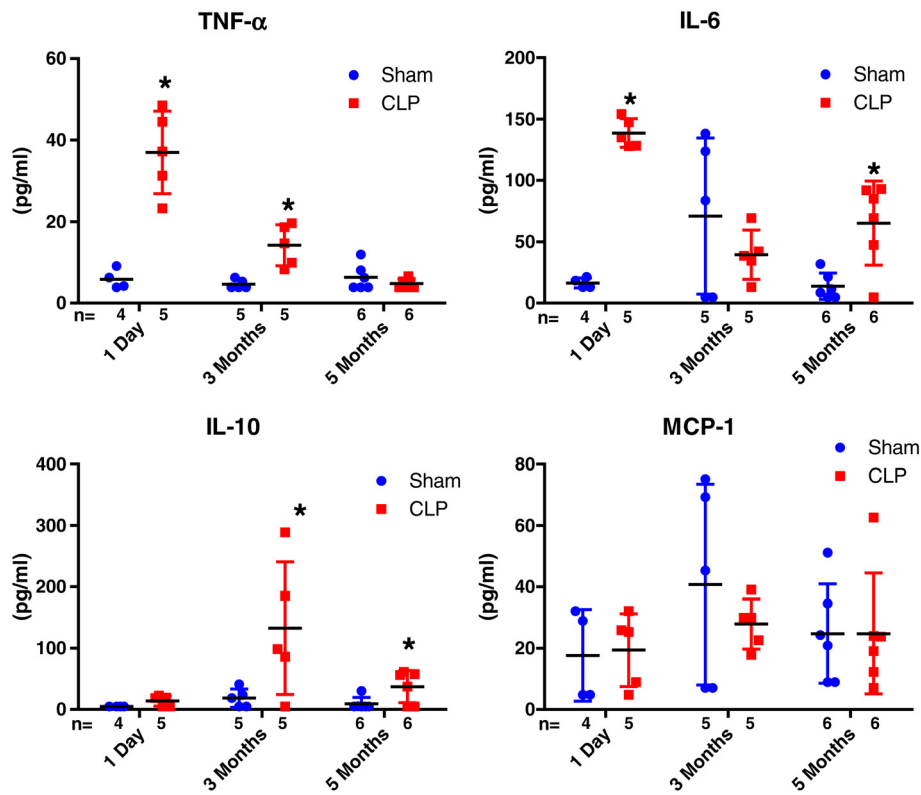 TNF-α
60
40
20
0
(pg/ml)
Sham
CLP
*
*
n= 4 5 5 5 6 6
1 Day
3 Months
5 Months
IL-6
200
150
100
50
0
(pg/ml)
Sham
CLP
*
*
n= 4 5 5 5 6 6
1 Day
3 Months
5 Months
IL-10
400
300
200
100
0
(pg/ml)
Sham
CLP
*
*
n= 4 5 5 5 6 6
1 Day
3 Months
5 Months
MCP-1
80
60
40
20
0
(pg/ml)
Sham
CLP
n= 4 5 5 5 6 6
1 Day
3 Months
5 Months